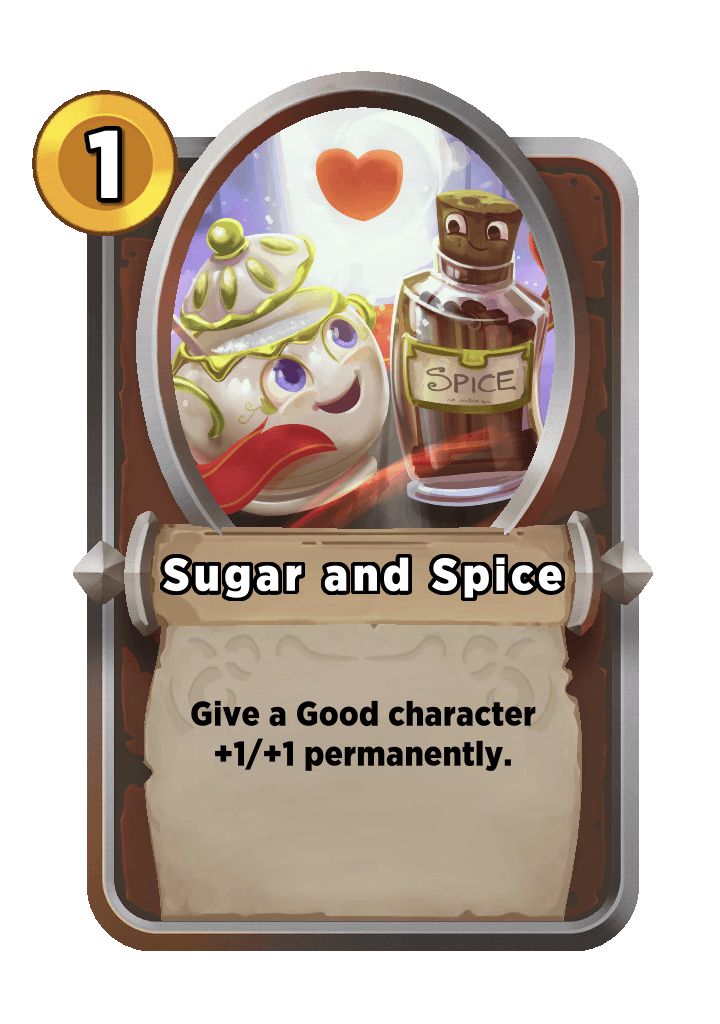 1
SPICE
Sugar and Spice
Give a Good character
+1/+1 permanently.